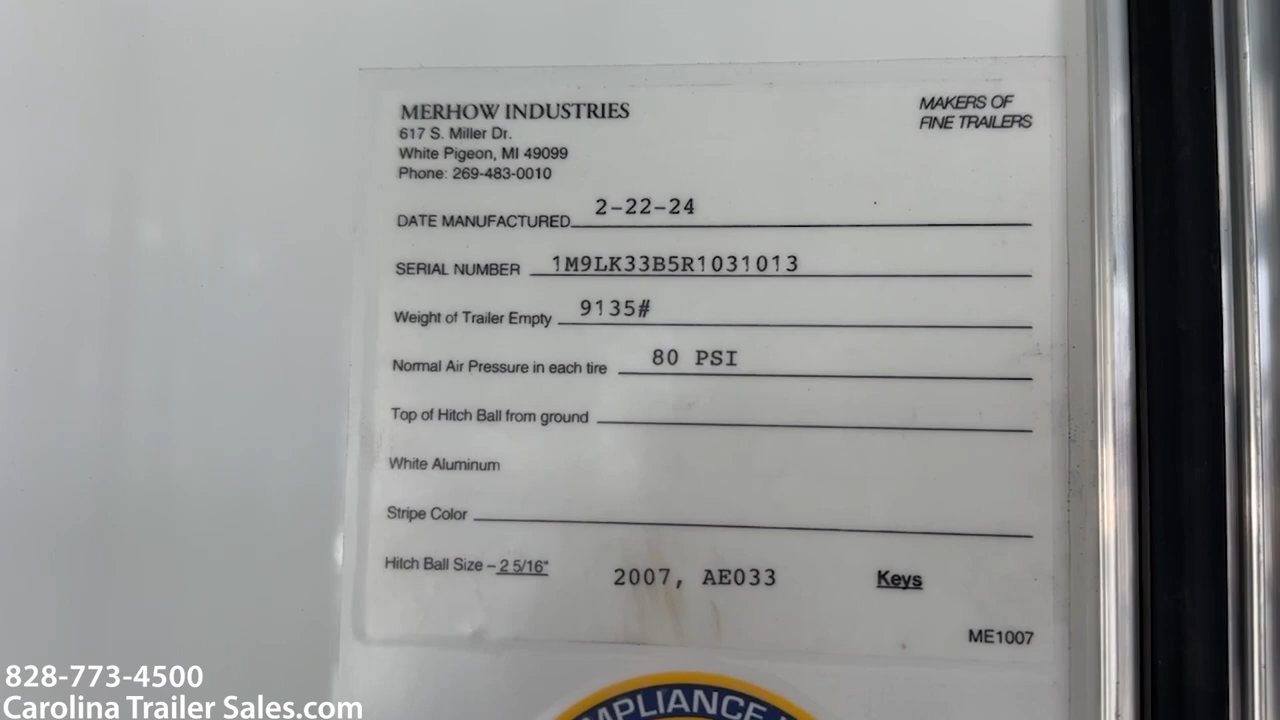 MERHOW INDUSTRIES
617 S. Miller Dr.
White Pigeon, MI 49099
Phone: 269-483-0010
MAKERS OF
FINE TRAILERS
DATE MANUFACTURED 2-22-24
SERIAL NUMBER 1M9LK33B5R1031013
Weight of Trailer Empty 9135#
Normal Air Pressure in each tire 80 PSI
Top of Hitch Ball from ground
White Aluminum
Stripe Color
Hitch Ball Size – 2 5/16" 2007, AE033 Keys
ME1007
828-773-4500
Carolina Trailer Sales.com